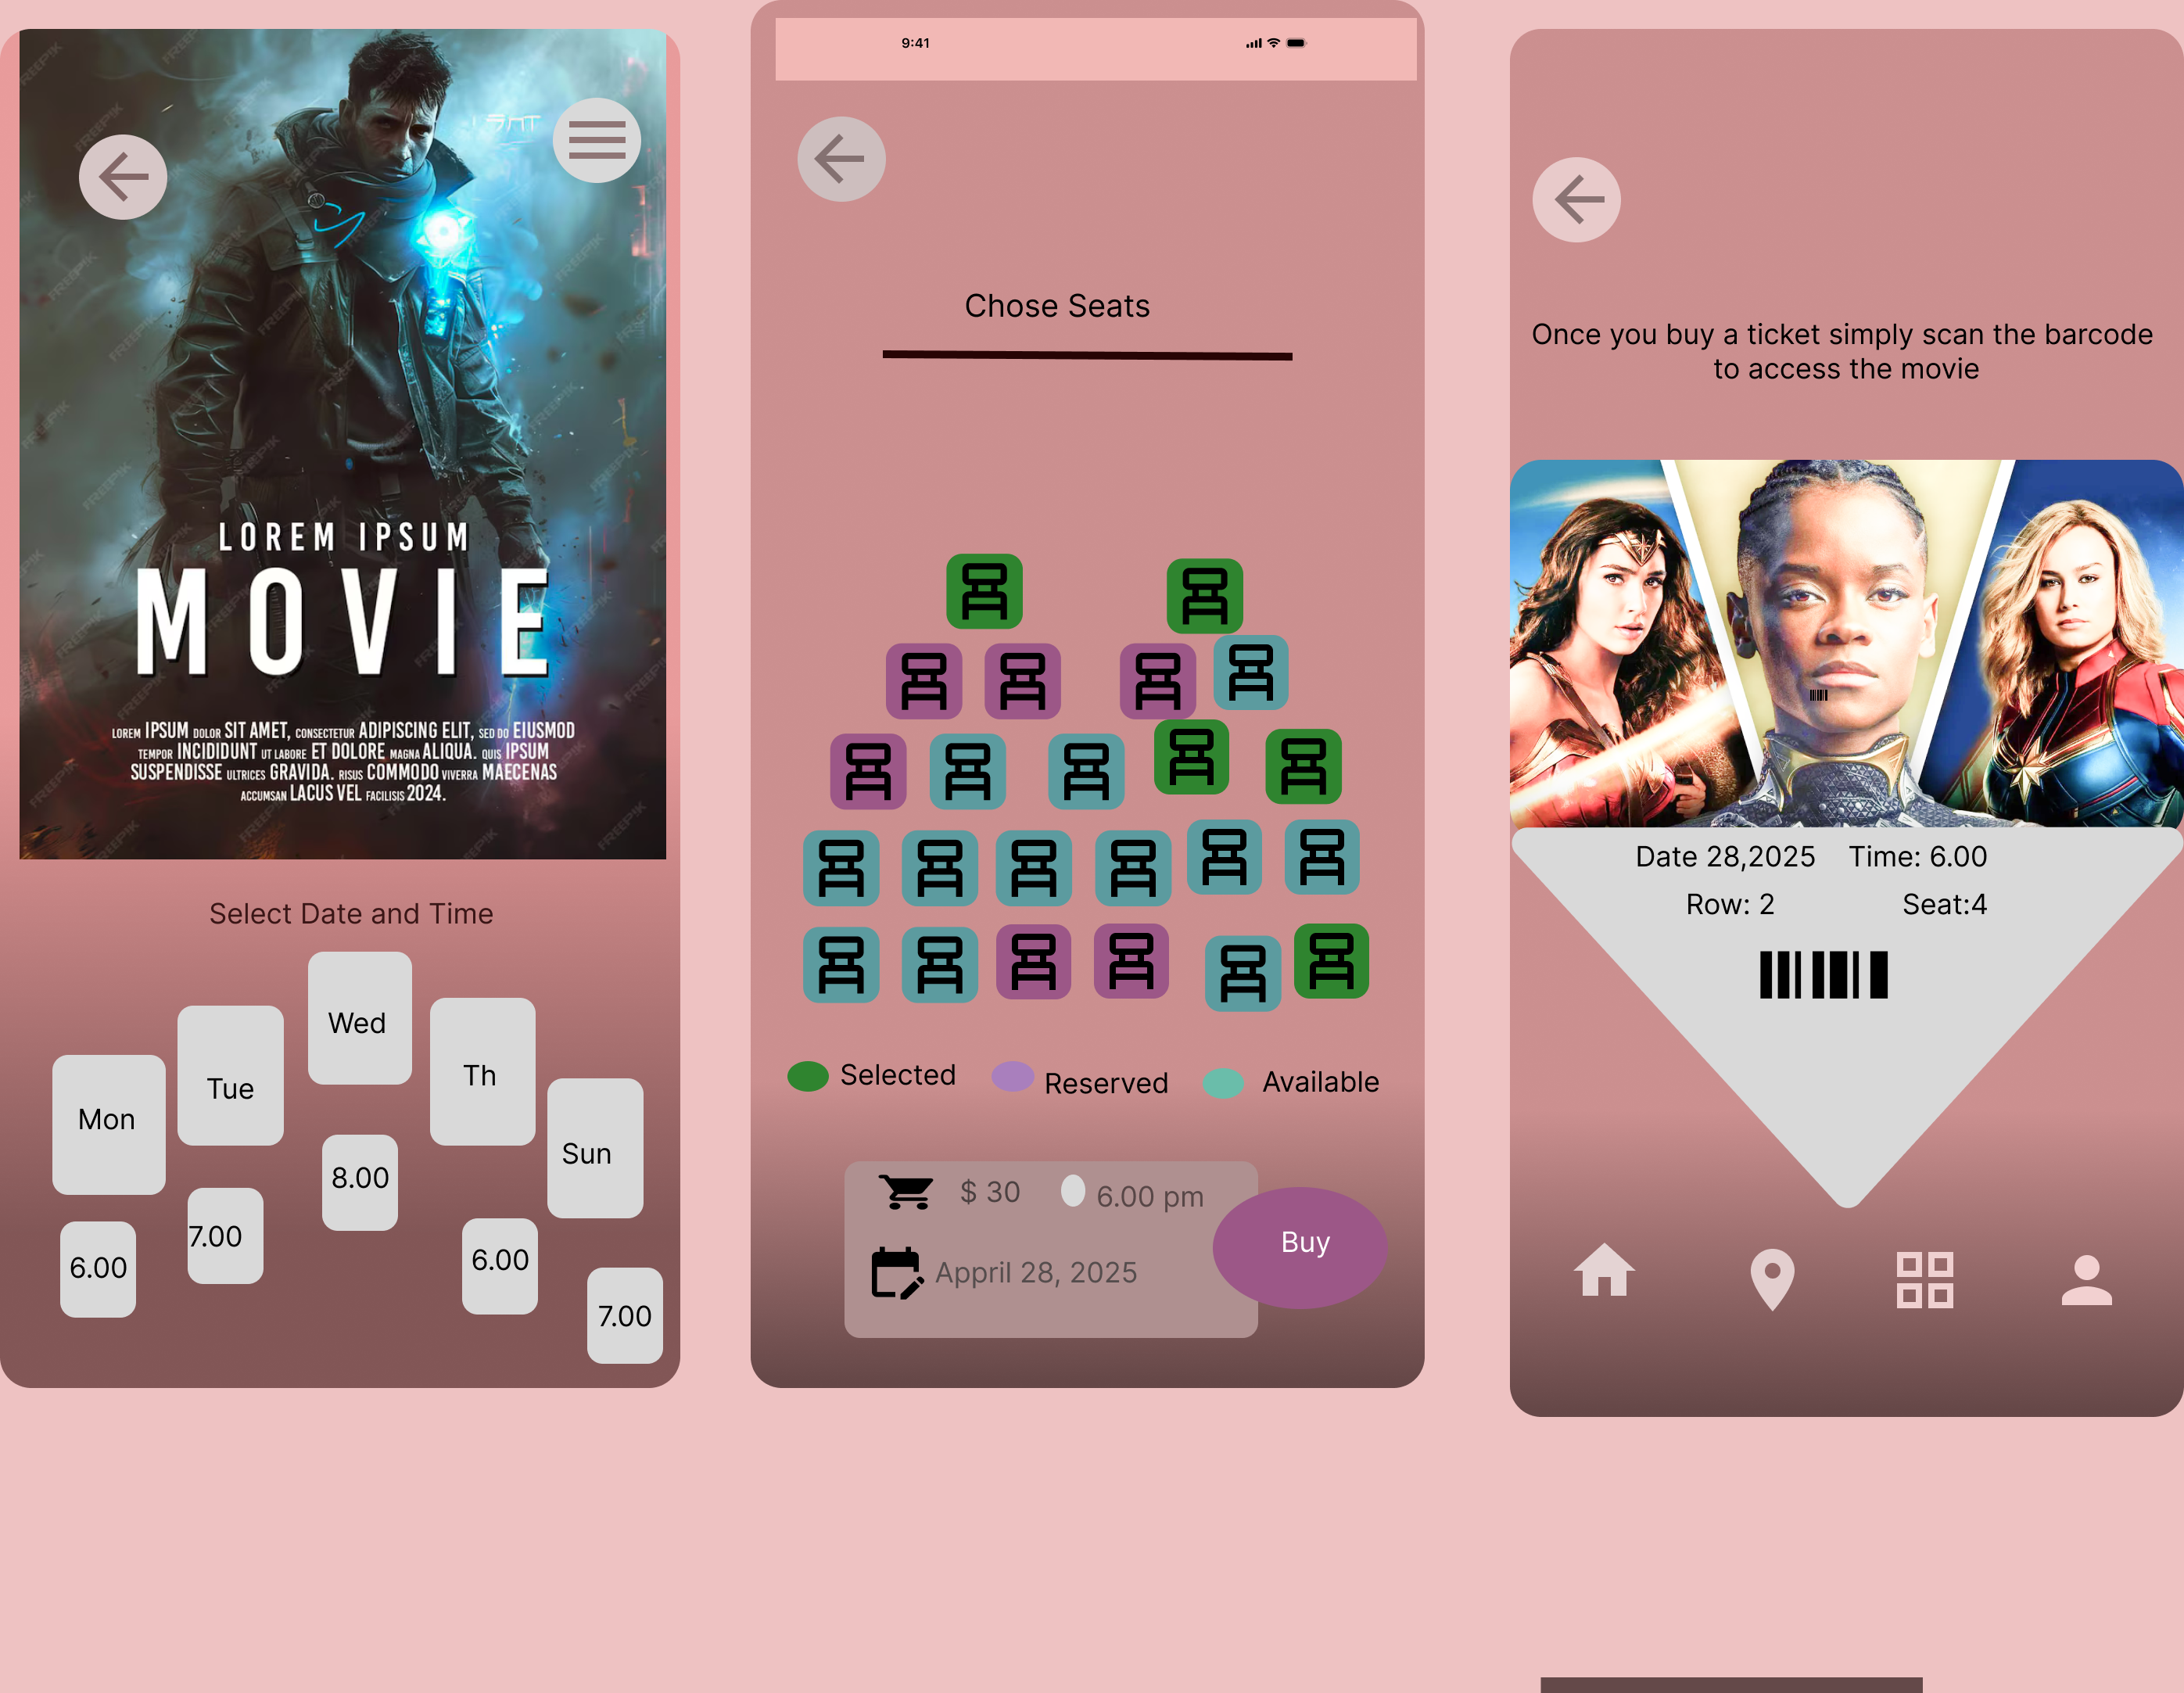 LOREM IPSUM
MOVIE
LOREM IPSUM DOLOR SIT AMET, CONSECTETUR ADIPISCING ELIT, SED DO EIUSMOD
TEMPOR INCIDIDUNT UT LABORE ET DOLORE MAGNA ALIQUA. QUIS IPSUM
SUSPENDISSE ULTRICES GRAVIDA. RISUS COMMODO VIVERRA MAECENAS
ACCUMSAN LACUS VEL FACILISIS 2024.
FREEPIK
Select Date and Time
Mon
Tue
Wed
Th
Sun
6.00
7.00
8.00
6.00
7.00
9:41
Chose Seats
Selected
Reserved
Available
$ 30
6.00 pm
Appril 28, 2025
Buy
Once you buy a ticket simply scan the barcode
to access the movie
Date 28,2025 Time: 6.00
Row: 2 Seat:4